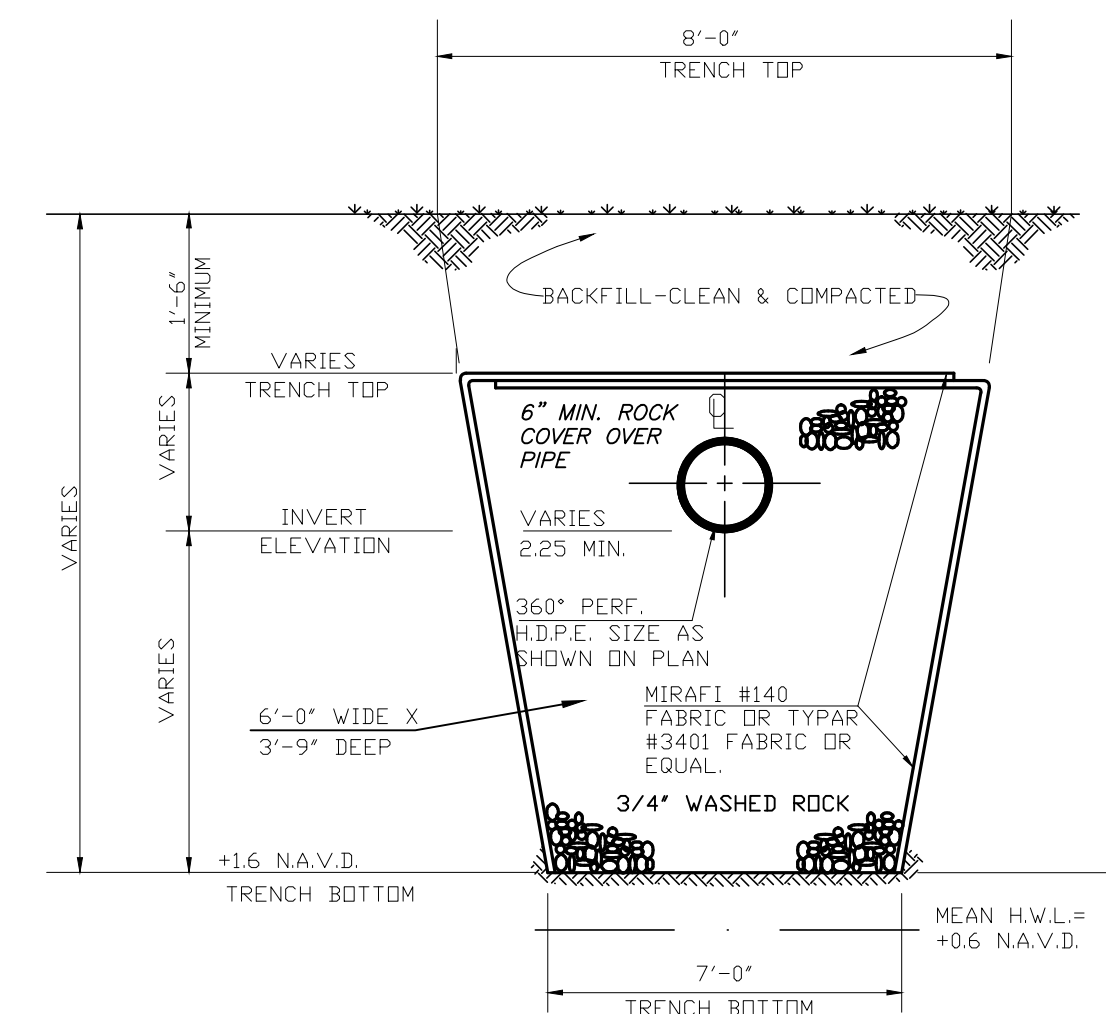 8'-0"
TRENCH TOP
1'-6"
MINIMUM
BACKFILL-CLEAN & COMPACTED
VARIES
TRENCH TOP
6" MIN. ROCK
COVER OVER
PIPE
VARIES
VARIES
INVERT
ELEVATION
VARIES
2.25 MIN.
360° PERF.
H.D.P.E. SIZE AS
SHOWN ON PLAN
VARIES
6'-0" WIDE X
3'-9" DEEP
MIRAFI #140
FABRIC OR TYPAR
#3401 FABRIC OR
EQUAL.
3/4" WASHED ROCK
+1.6 N.A.V.D.
TRENCH BOTTOM
MEAN H.W.L.=
+0.6 N.A.V.D.
7'-0"
TRENCH BOTTOM